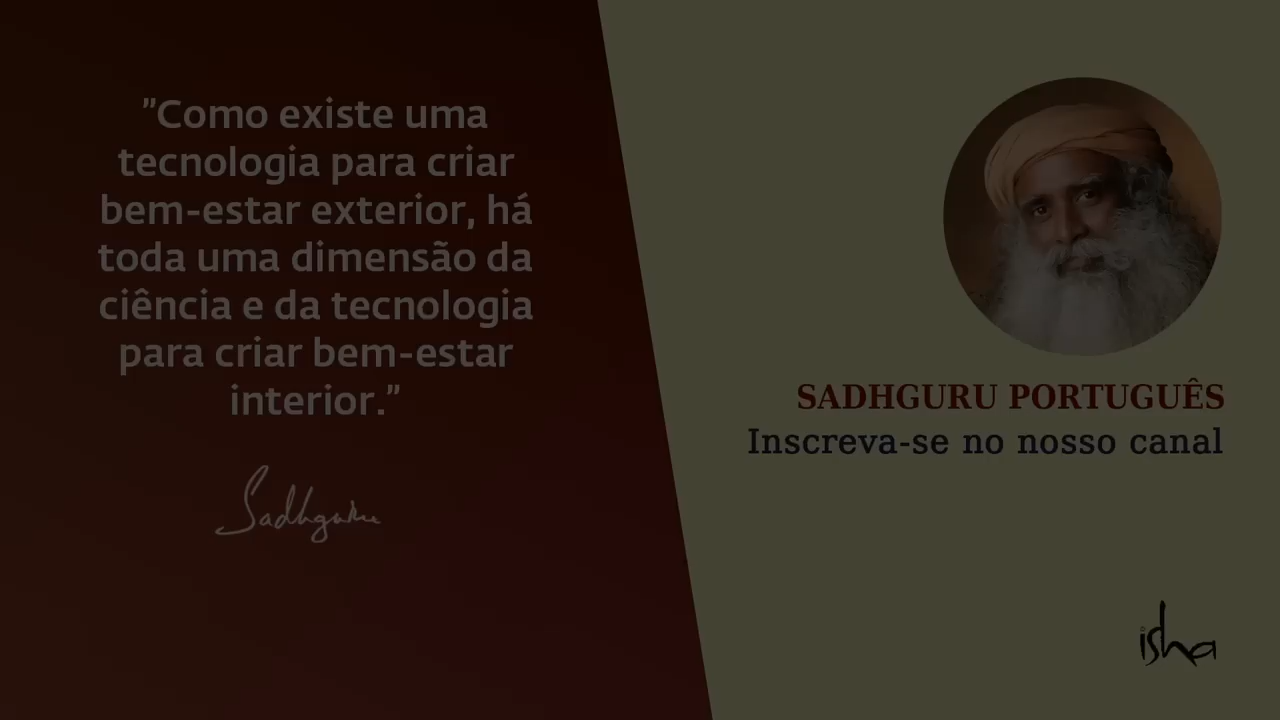 "Como existe uma
tecnologia para criar
bem-estar exterior, há
toda uma dimensão da
ciência e da tecnologia
para criar bem-estar
interior."
Sadhguru
SADHGURU PORTUGUÊS
Inscreva-se no nosso canal
isha